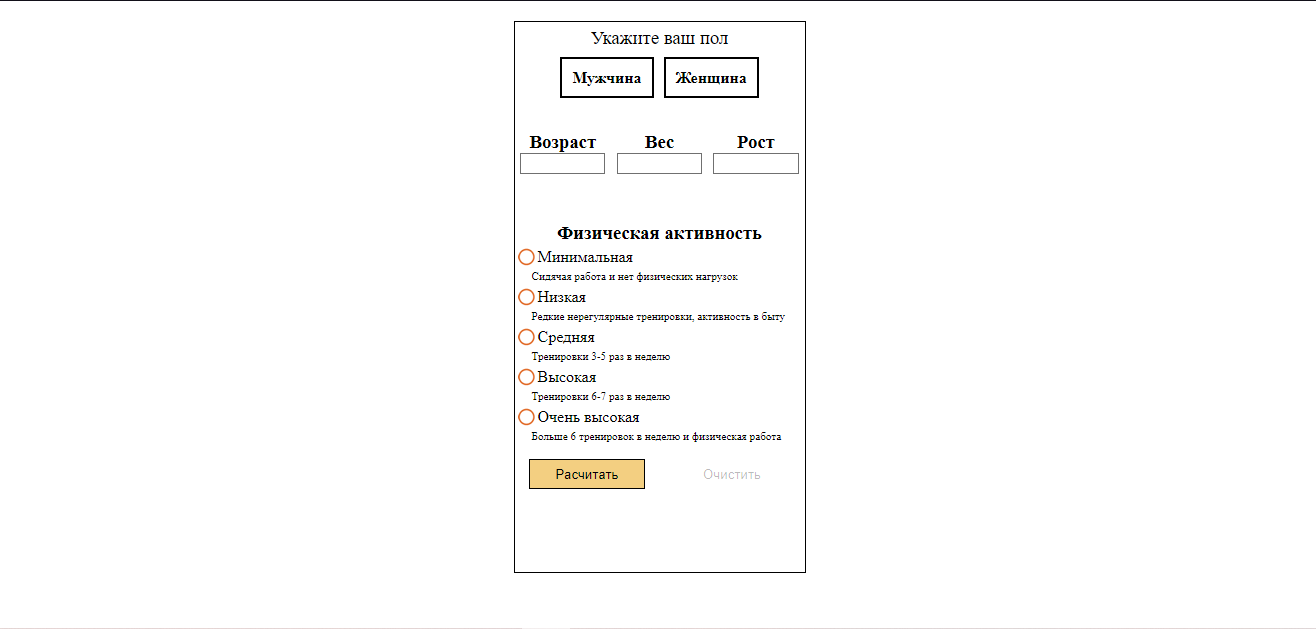 Укажите ваш пол
Мужчина Женщина
Возраст Вес Рост
Физическая активность
Минимальная
Сидячая работа и нет физических нагрузок
Низкая
Редкие нерегулярные тренировки, активность в быту
Средняя
Тренировки 3-5 раз в неделю
Высокая
Тренировки 6-7 раз в неделю
Очень высокая
Больше 6 тренировок в неделю и физическая работа
Расчитать Очистить